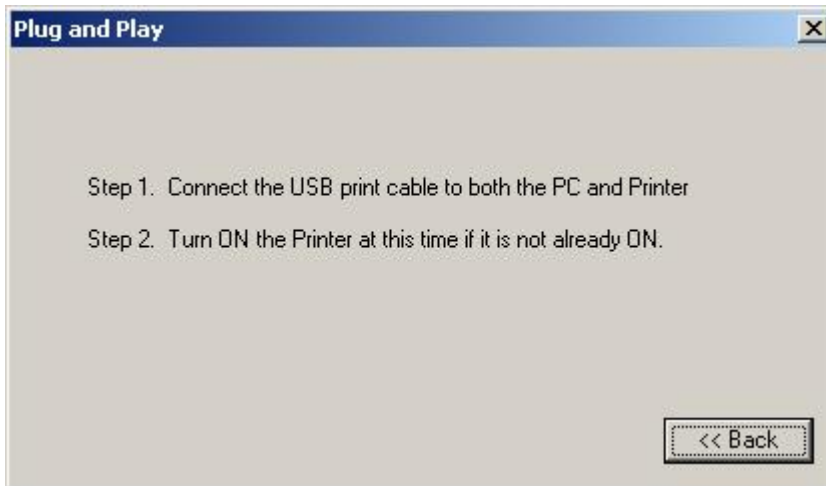 Plug and Play
Step 1. Connect the USB print cable to both the PC and Printer
Step 2. Turn ON the Printer at this time if it is not already ON.
<< Back